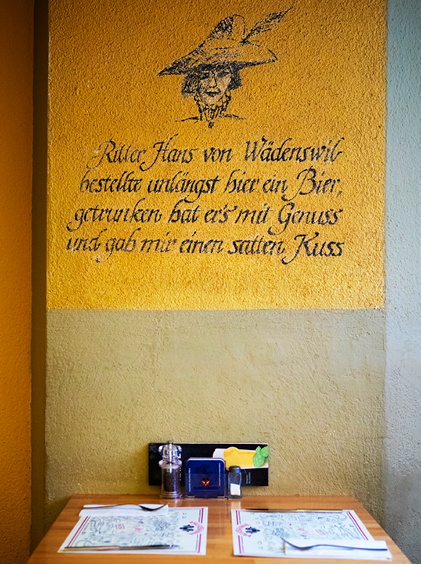 Ritter Hans von Wädenswil
bestellte unlängst hier ein Bier,
getrunken hat er's mit Genuss
und gab mir einen satten Kuss